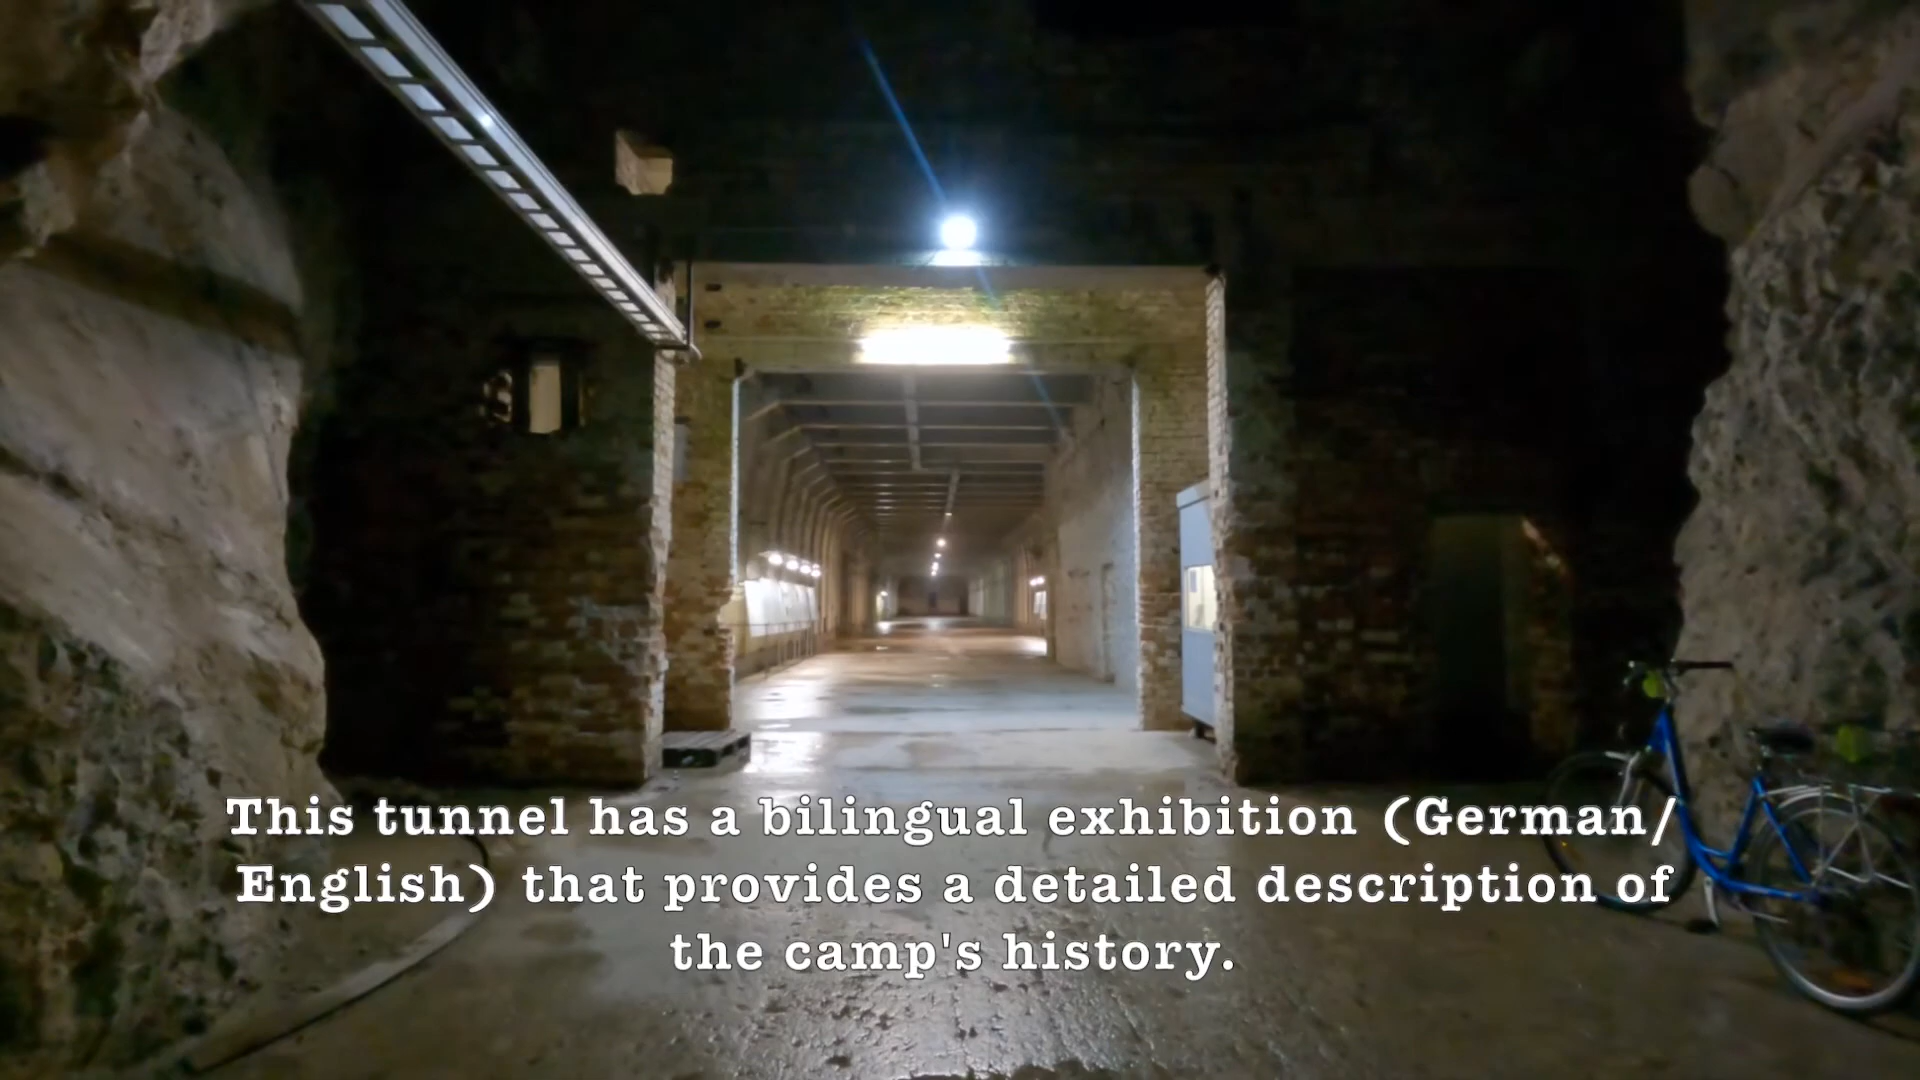 This tunnel has a bilingual exhibition (German/
English) that provides a detailed description of
the camp's history.